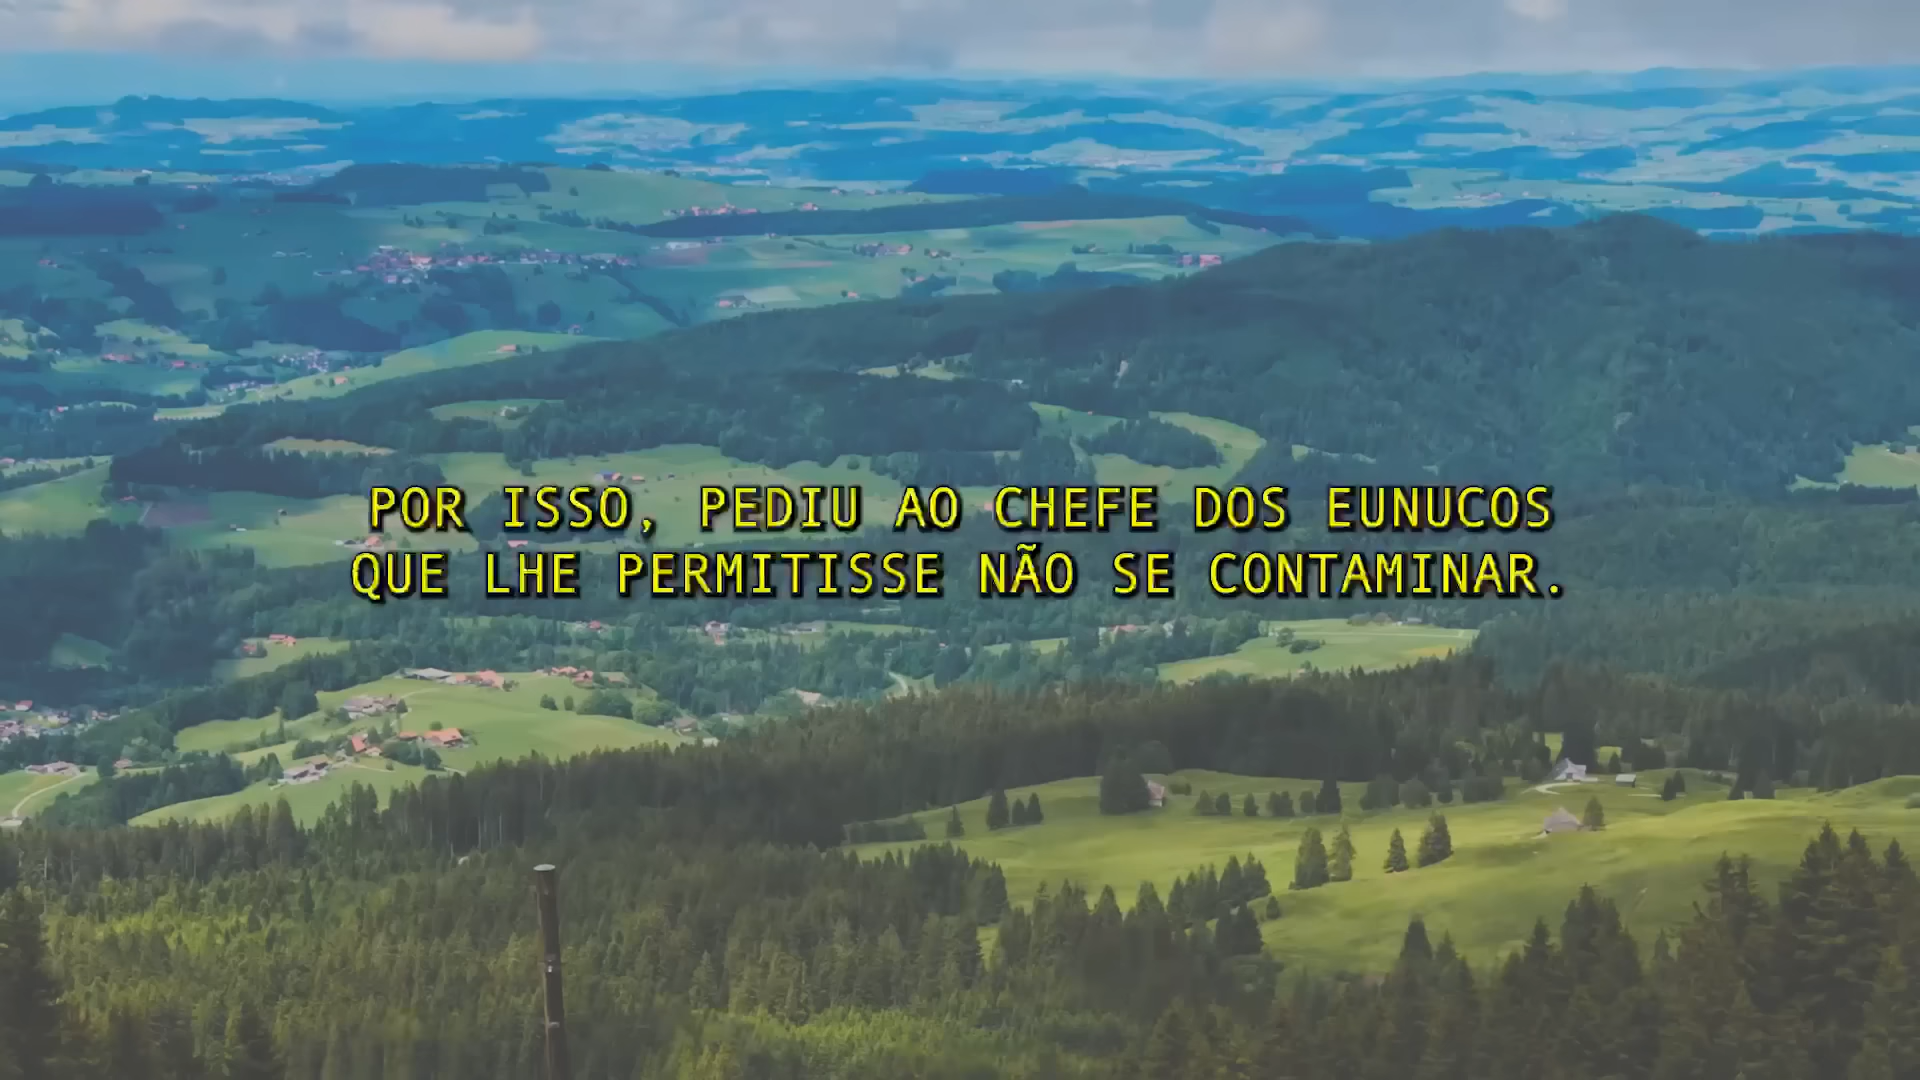 POR ISSO, PEDIU AO CHEFE DOS EUNUCOS
QUE LHE PERMITISSE NÃO SE CONTAMINAR.